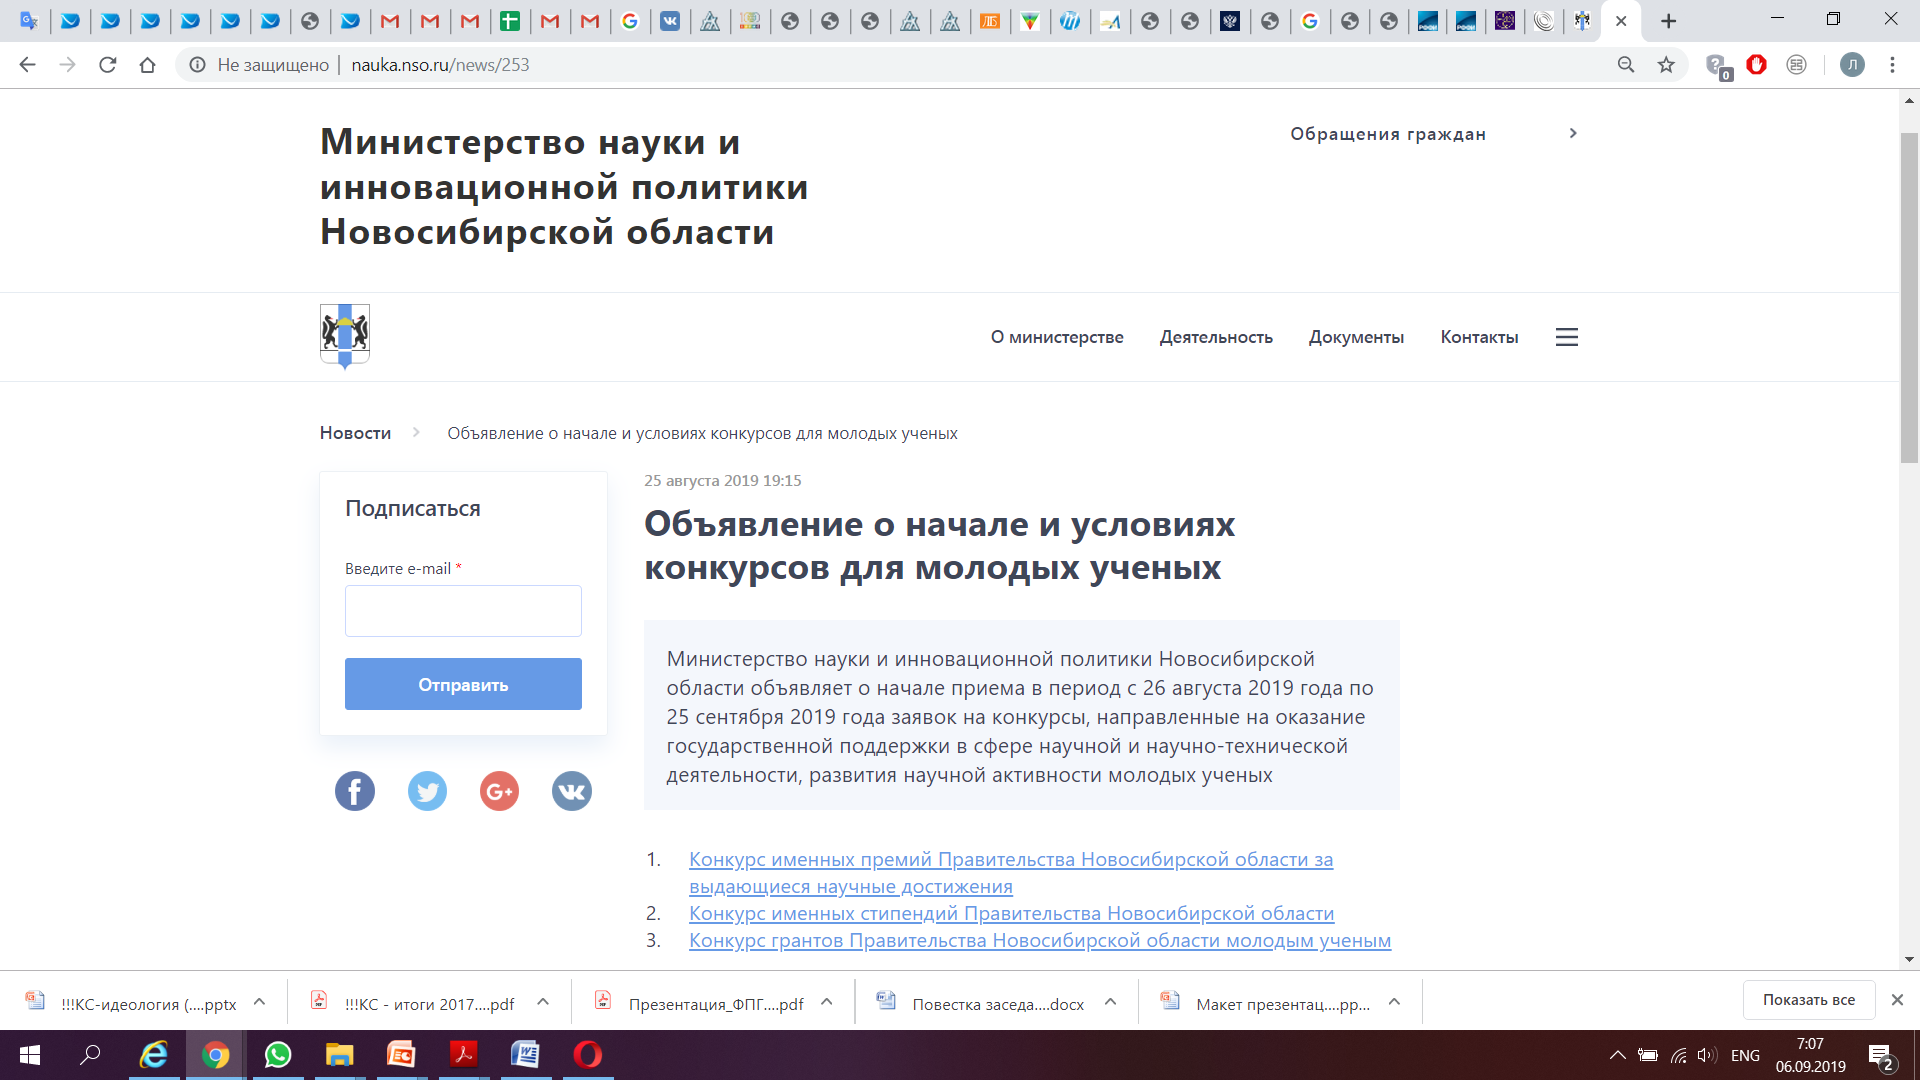 Не защищено | nauka.nso.ru/news/253
0
Л
Министерство науки и
инновационной политики
Новосибирской области
Обращения граждан
О министерстве Деятельность Документы Контакты
Новости Объявление о начале и условиях конкурсов для молодых ученых
Подписаться
Введите e-mail *
Отправить
25 августа 2019 19:15
Объявление о начале и условиях
конкурсов для молодых ученых
Министерство науки и инновационной политики Новосибирской
области объявляет о начале приема в период с 26 августа 2019 года по
25 сентября 2019 года заявок на конкурсы, направленные на оказание
государственной поддержки в сфере научной и научно-технической
деятельности, развития научной активности молодых ученых
1. Конкурс именных премий Правительства Новосибирской области за
выдающиеся научные достижения
2. Конкурс именных стипендий Правительства Новосибирской области
3. Конкурс грантов Правительства Новосибирской области молодым ученым
!!!КС-идеология (....pptx
!!!КС - итоги 2017....pdf
Презентация_ФПГ....pdf
Повестка заседа....docx
Макет презентац....pp...
Показать все
ENG
7:07
06.09.2019
2